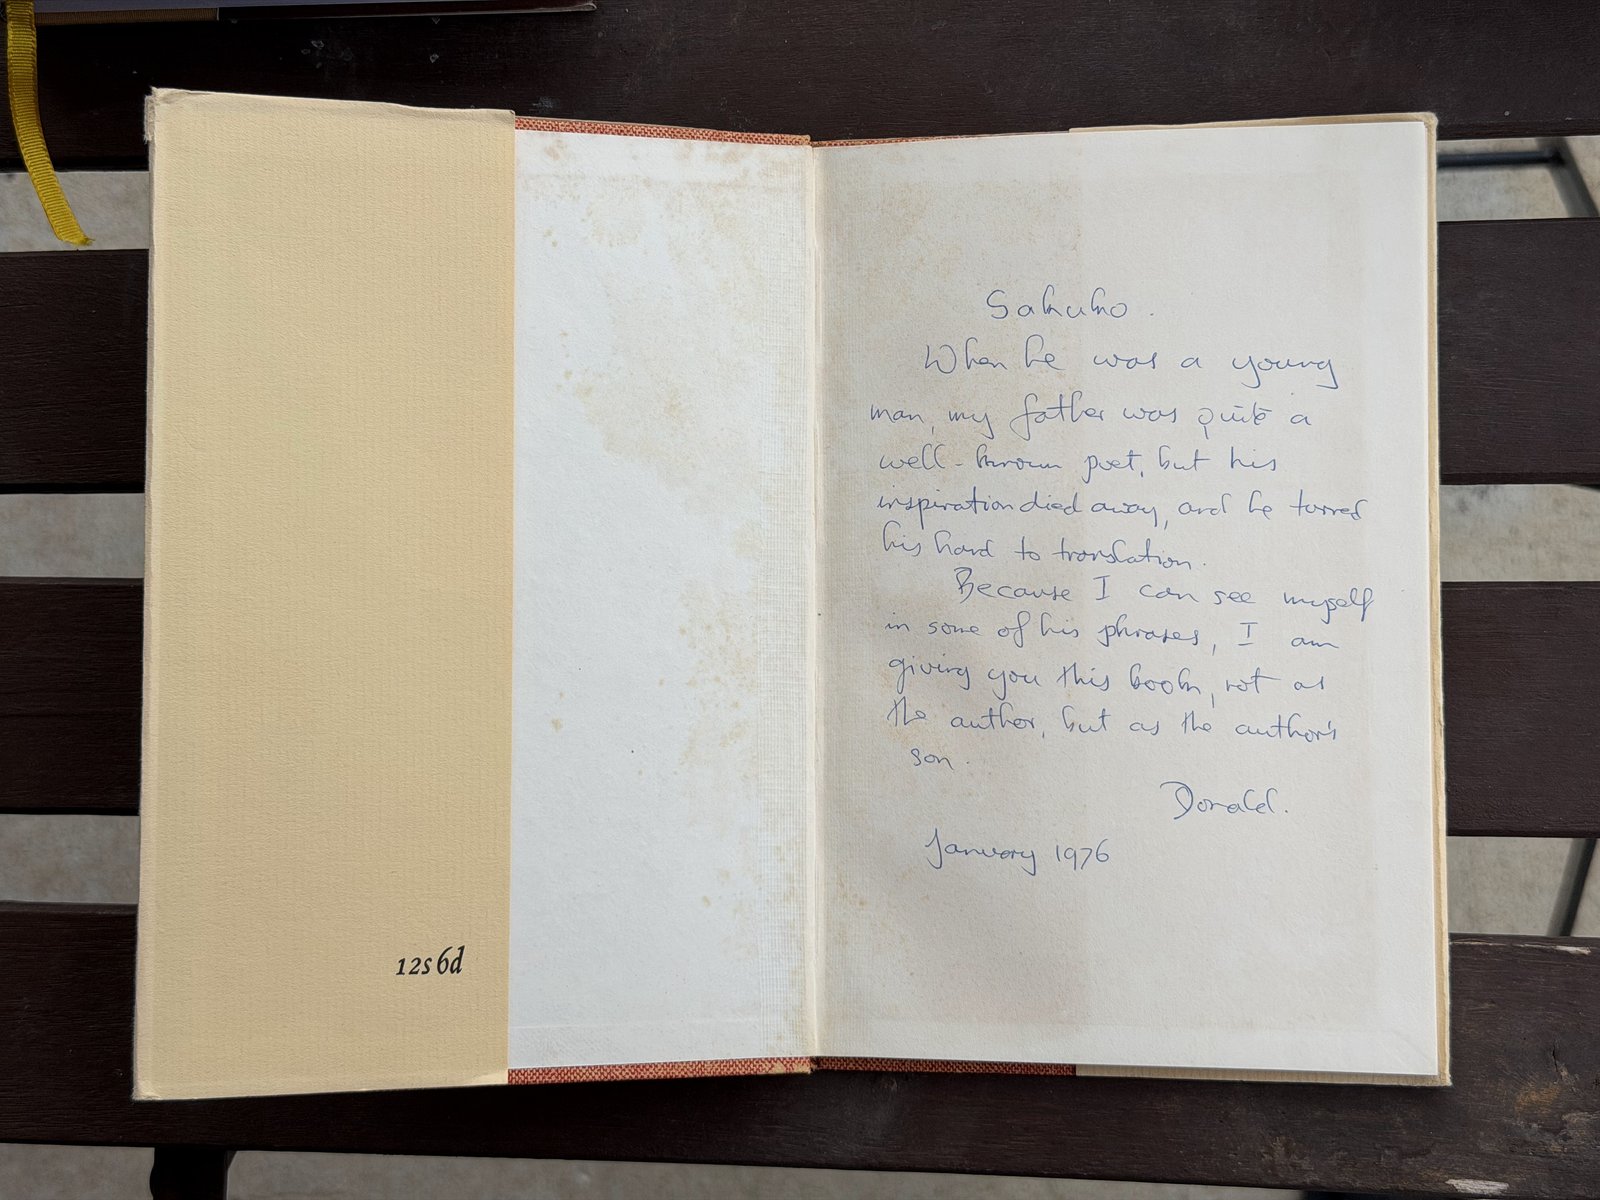 12s 6d
Sakuko.
When he was a young
man, my father was quite a
well-known poet, but his
inspiration died away, and he turned
his hand to translation.
Because I can see myself
in some of his phrases, I am
giving you this book, not as
the author, but as the author's
son.
Donald.
January 1976